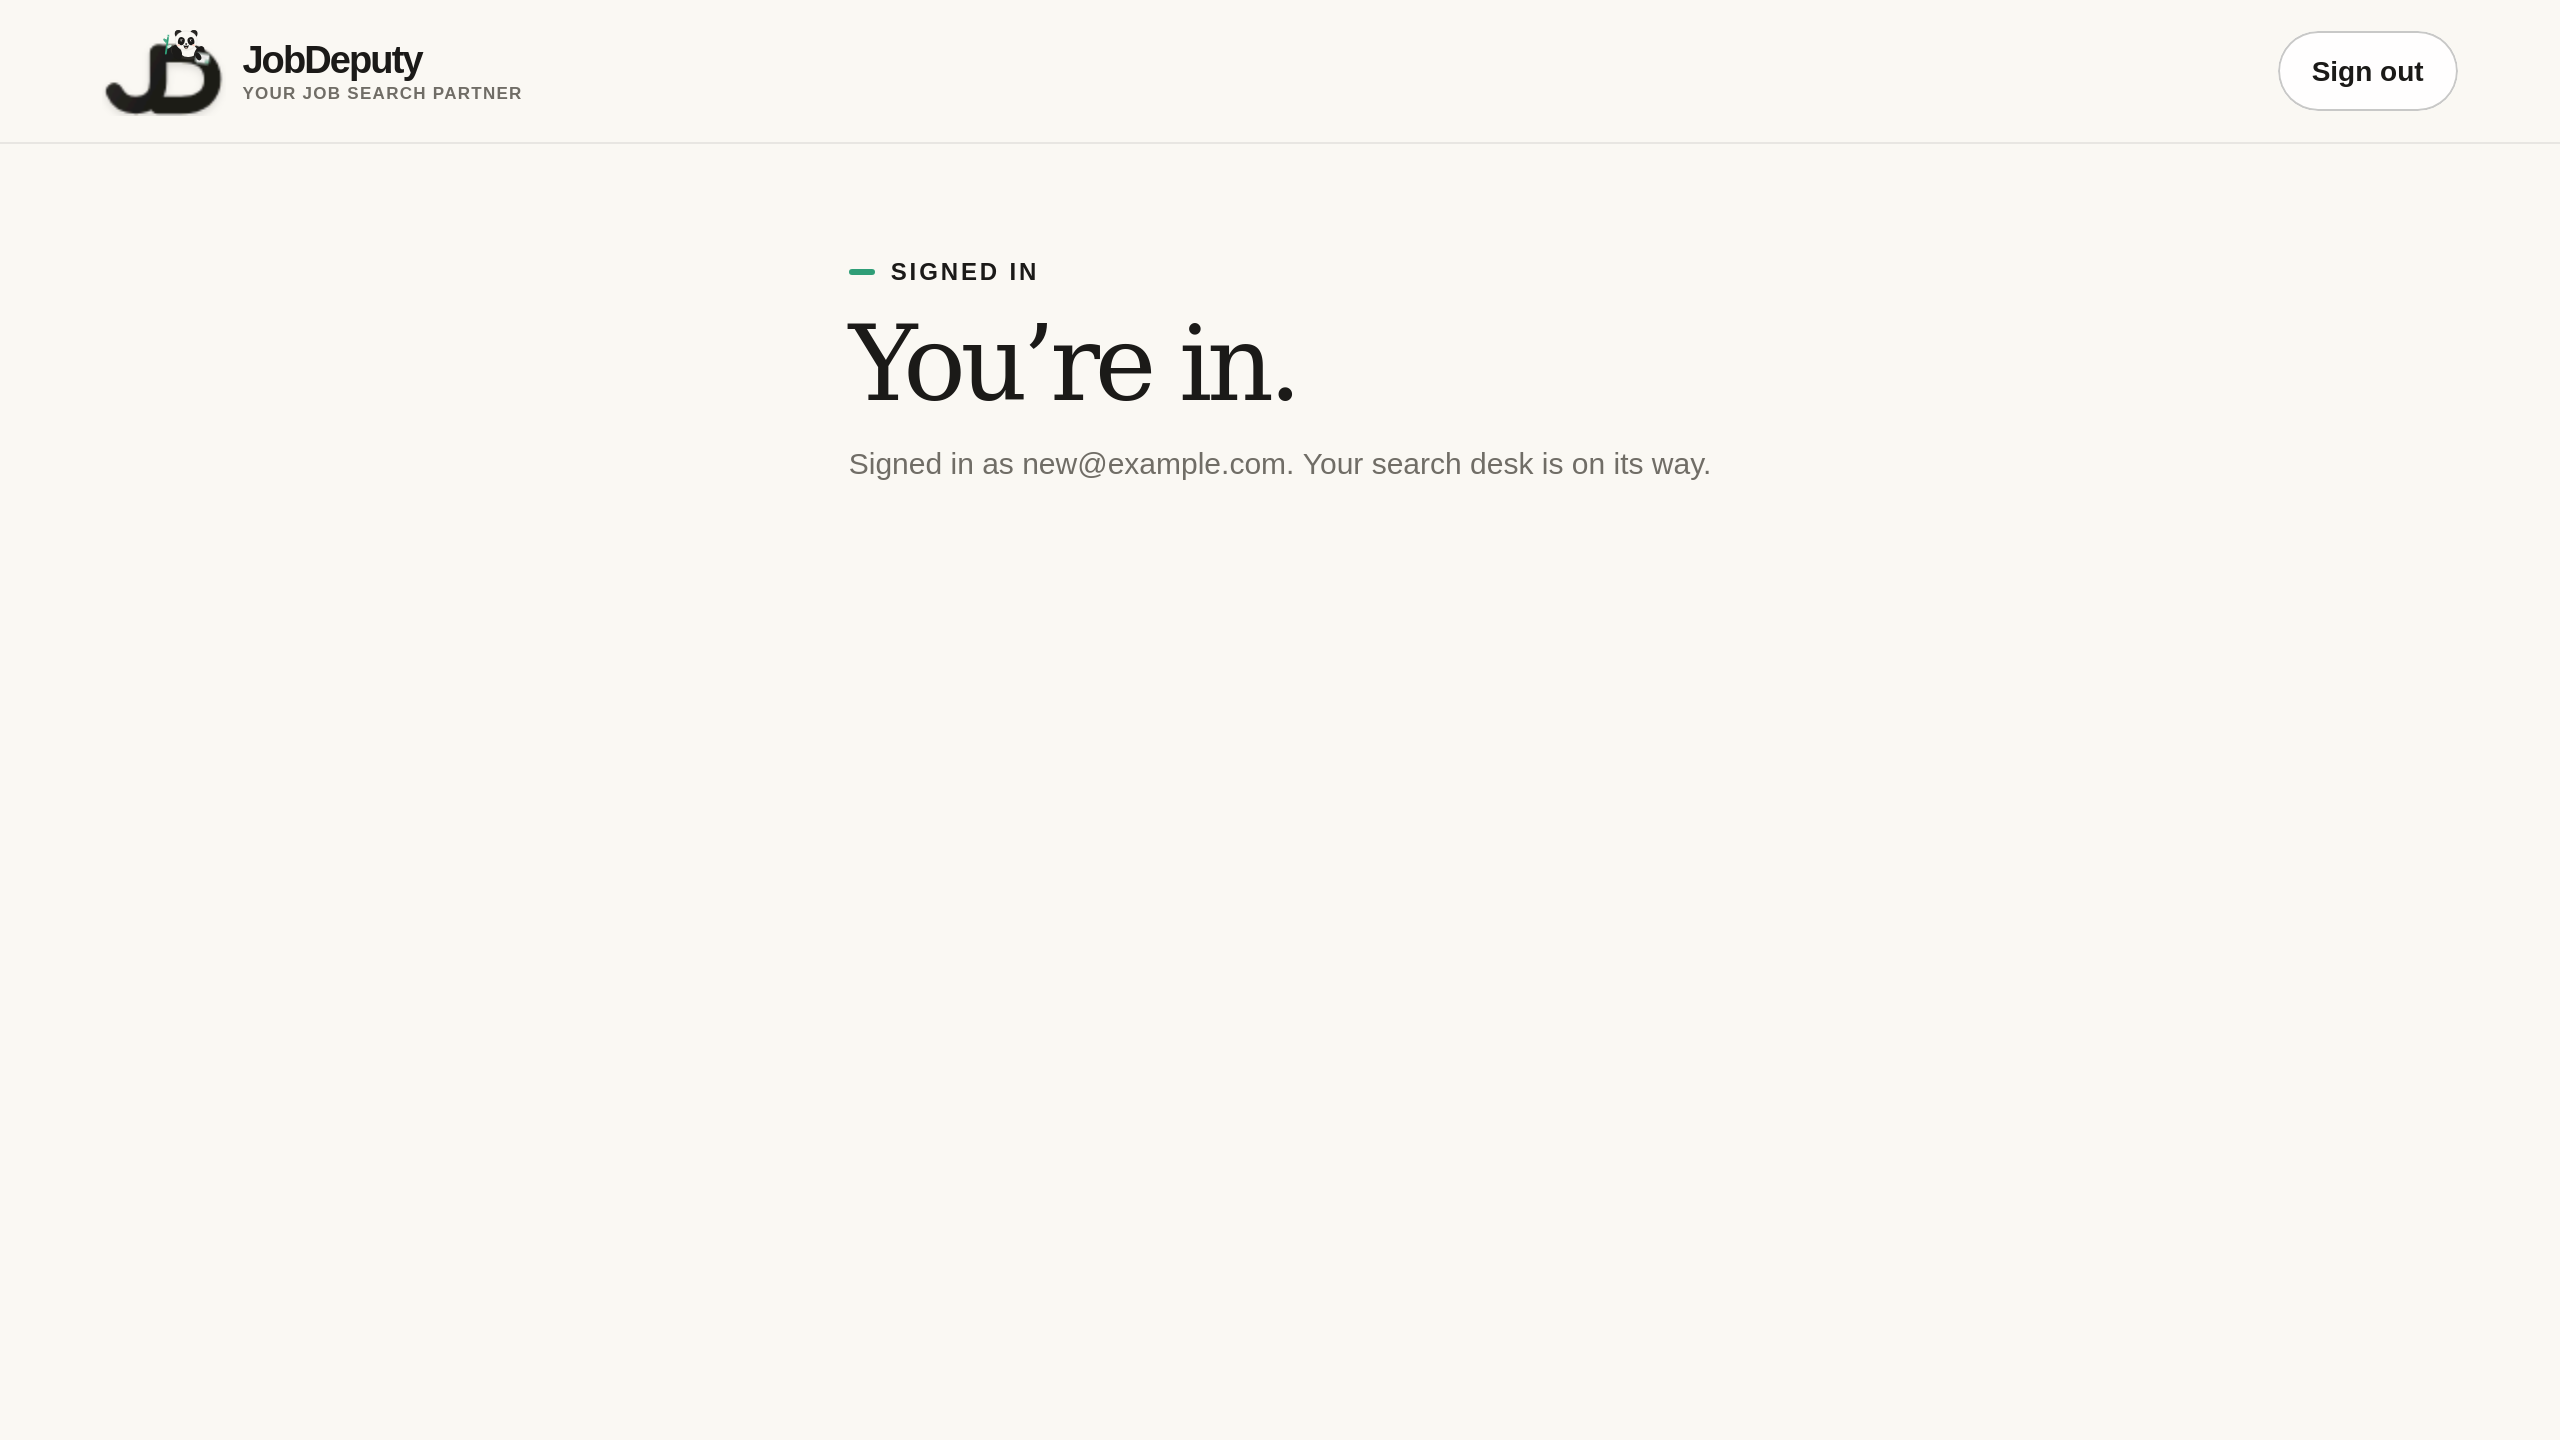 JobDeputy
YOUR JOB SEARCH PARTNER
Sign out
SIGNED IN
You’re in.
Signed in as new@example.com. Your search desk is on its way.